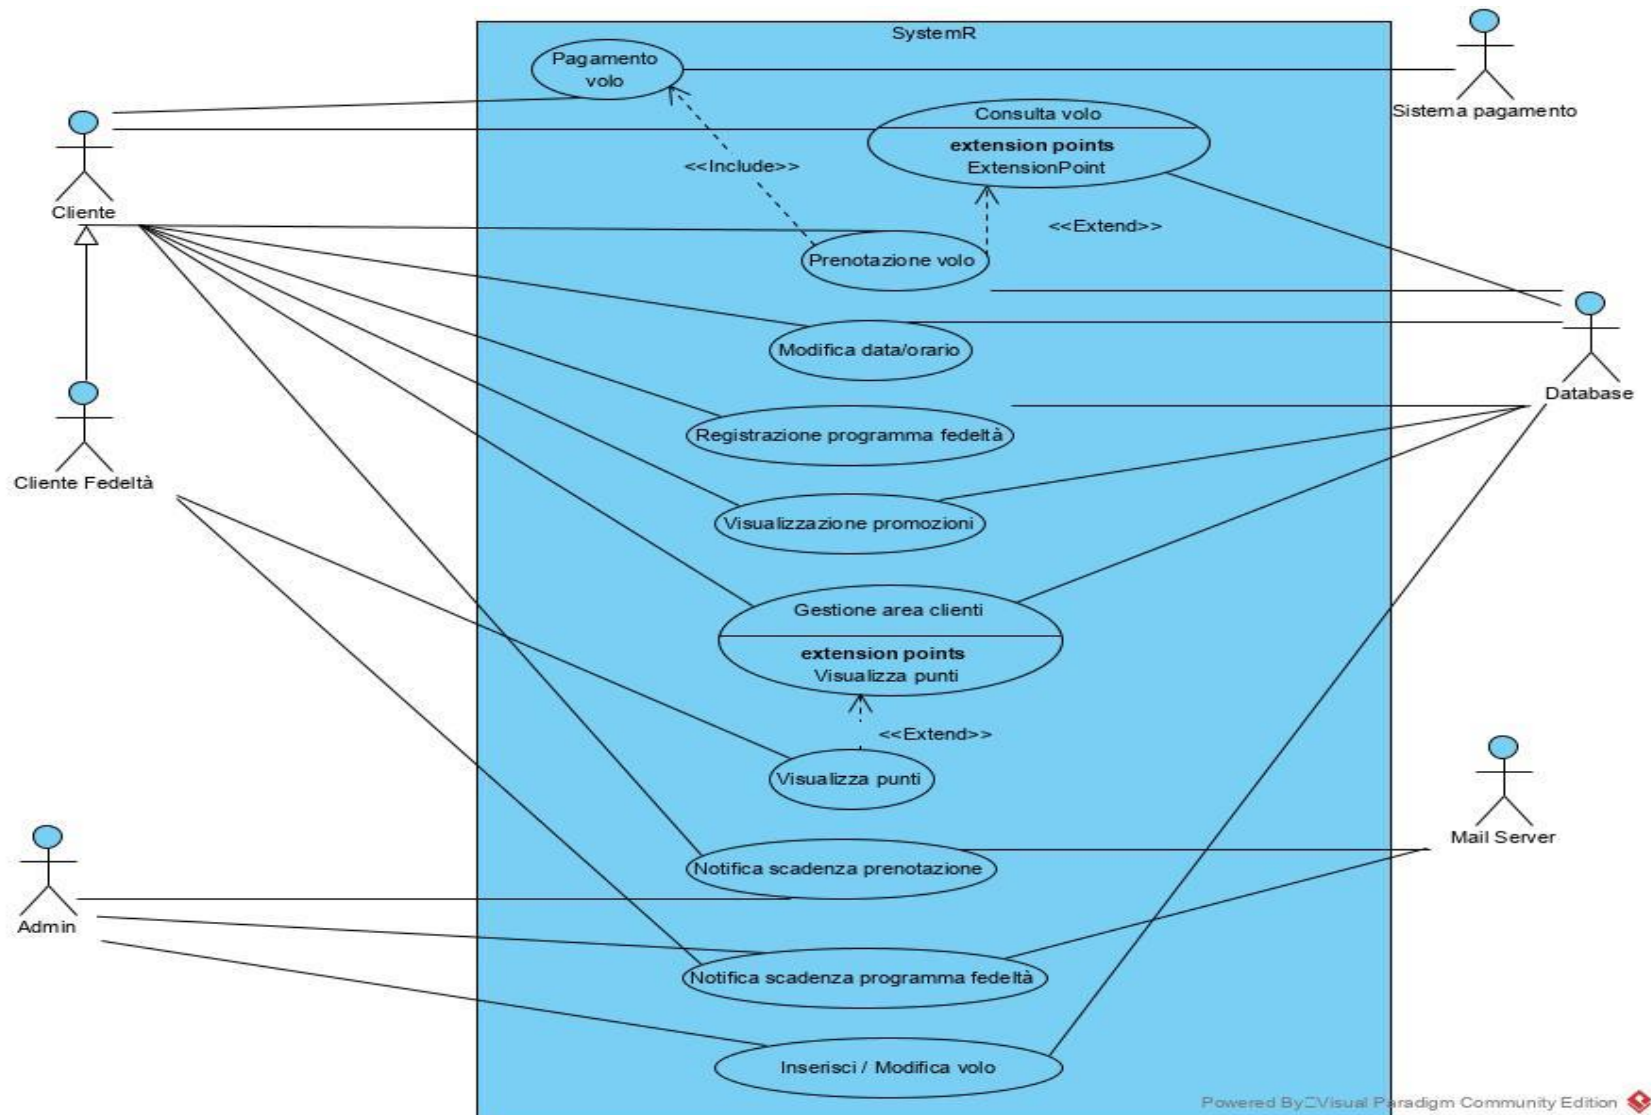 SystemR
Pagamento
volo
Sistema pagamento
Consulta volo
extension points
ExtensionPoint
<<Include>>
Cliente
<<Extend>>
Prenotazione volo
Modifica data/orario
Database
Registrazione programma fedeltà
Cliente Fedeltà
Visualizzazione promozioni
Gestione area clienti
extension points
Visualizza punti
<<Extend>>
Visualizza punti
Mail Server
Notifica scadenza prenotazione
Admin
Notifica scadenza programma fedeltà
Inserisci / Modifica volo
Powered By Visual Paradigm Community Edition